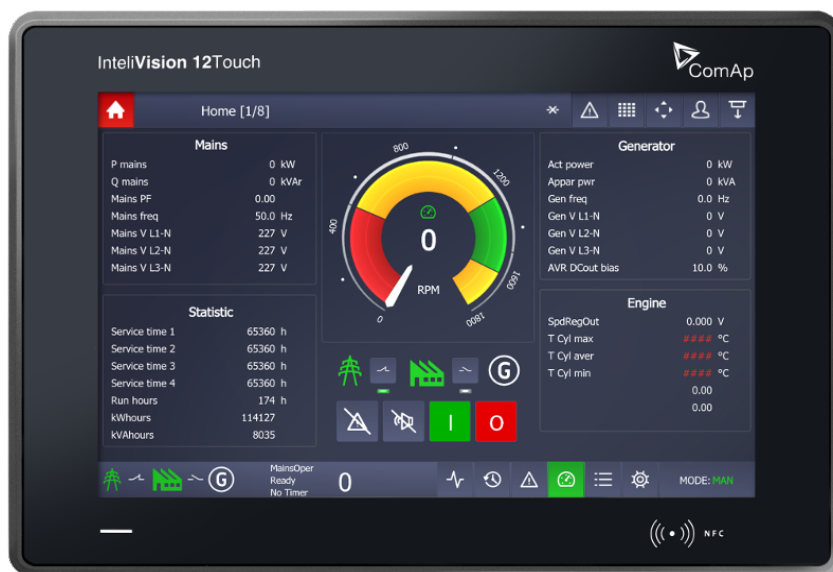 InteliVision 12Touch
ComAp
Home [1/8]
Mains
P mains 0 kW
Q mains 0 kVAr
Mains PF 0.00
Mains freq 50.0 Hz
Mains V L1-N 227 V
Mains V L2-N 227 V
Mains V L3-N 227 V
Statistic
Service time 1 65360 h
Service time 2 65360 h
Service time 3 65360 h
Service time 4 65360 h
Run hours 174 h
kWhours 114127
kVAhours 8035
0
400
800
1200
1600
1800
0
RPM
G
I
O
Generator
Act power 0 kW
Appar pwr 0 kVA
Gen freq 0.0 Hz
Gen V L1-N 0 V
Gen V L2-N 0 V
Gen V L3-N 0 V
AVR DCout bias 10.0 %
Engine
SpdRegOut 0.000 V
T Cyl max #### °C
T Cyl aver #### °C
T Cyl min #### °C
0.00
0.00
G
MainsOper
Ready
No Timer
0
MODE: MAN
NFC